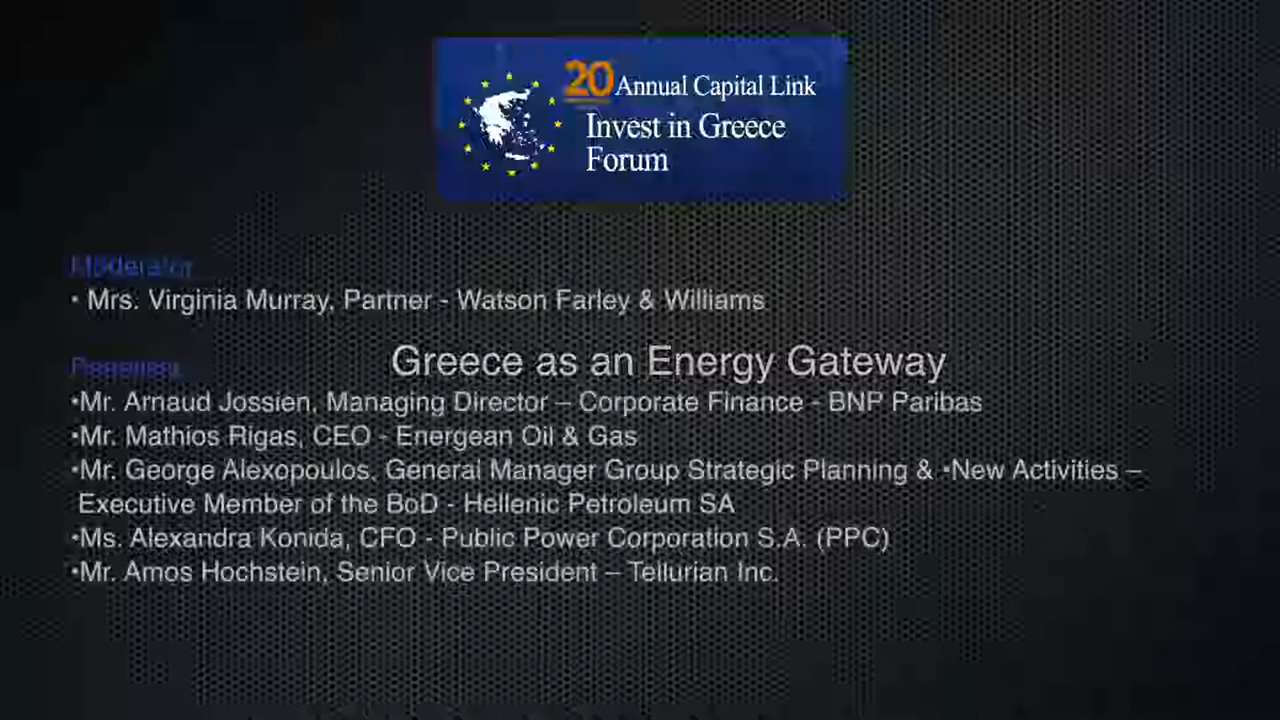 20 Annual Capital Link
Invest in Greece
Forum
Moderator
• Mrs. Virginia Murray, Partner - Watson Farley & Williams
Greece as an Energy Gateway
Panelists
•Mr. Arnaud Jossien, Managing Director – Corporate Finance - BNP Paribas
•Mr. Mathios Rigas, CEO - Energean Oil & Gas
•Mr. George Alexopoulos, General Manager Group Strategic Planning & •New Activities –
Executive Member of the BoD - Hellenic Petroleum SA
•Ms. Alexandra Konida, CFO - Public Power Corporation S.A. (PPC)
•Mr. Amos Hochstein, Senior Vice President – Tellurian Inc.